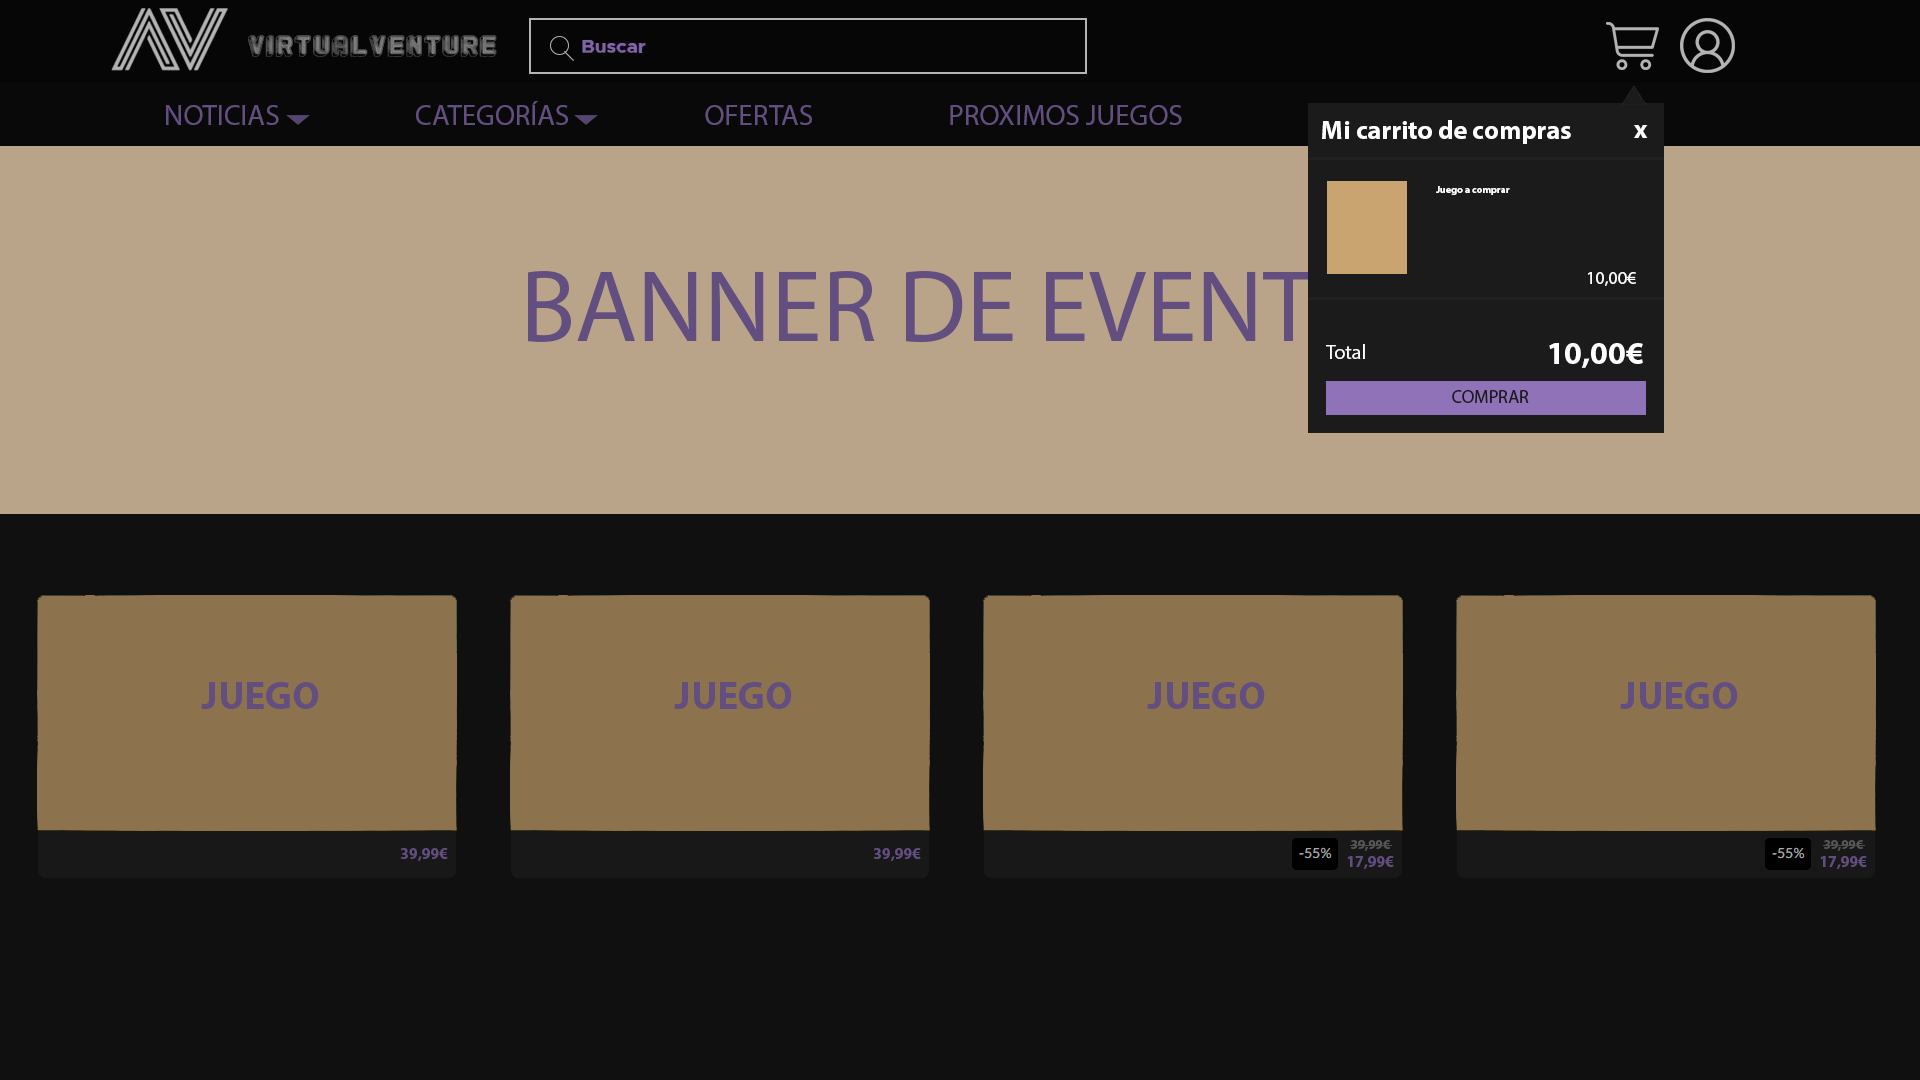 VIRTUALVENTURE
Buscar
NOTICIAS
CATEGORÍAS
OFERTAS
PROXIMOS JUEGOS
Mi carrito de compras
x
Juego a comprar
10,00€
Total
10,00€
COMPRAR
BANNER DE EVENT
JUEGO
39,99€
JUEGO
39,99€
JUEGO
-55%
39,99€
17,99€
JUEGO
-55%
39,99€
17,99€